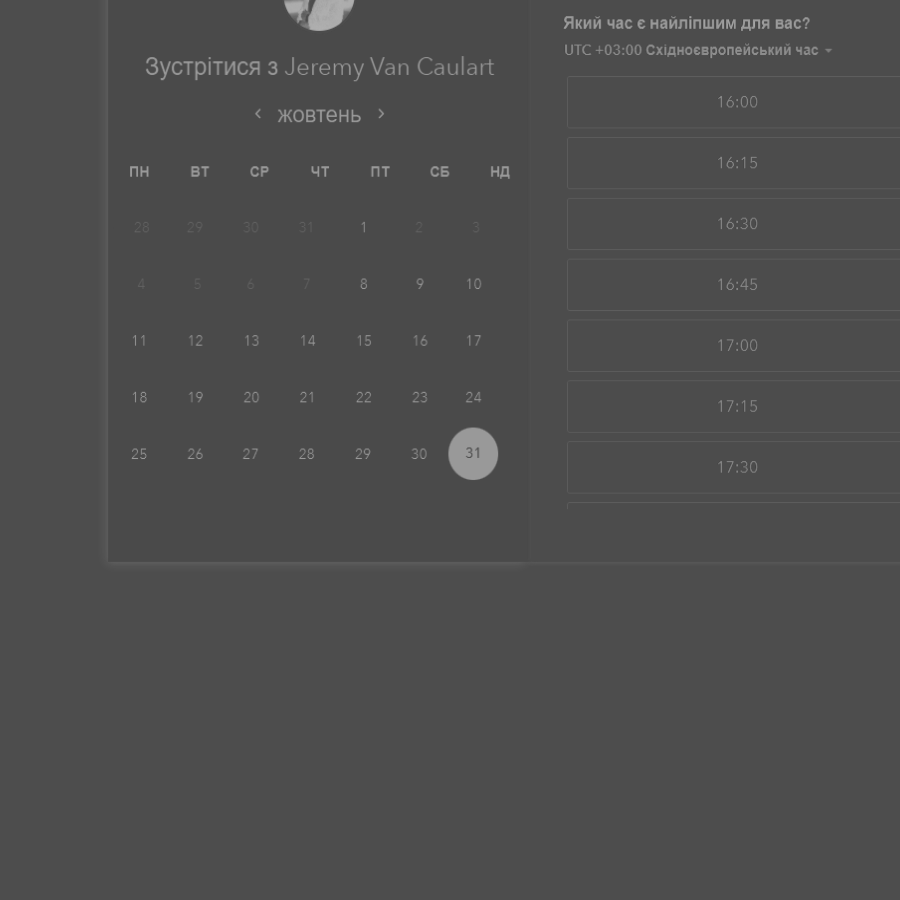 Зустрітися з Jeremy Van Caulart
жовтень
ПН ВТ СР ЧТ ПТ СБ НД
28 29 30 31 1 2 3
4 5 6 7 8 9 10
11 12 13 14 15 16 17
18 19 20 21 22 23 24
25 26 27 28 29 30 31
Який час є найліпшим для вас?
UTC +03:00 Східноєвропейський час
16:00
16:15
16:30
16:45
17:00
17:15
17:30